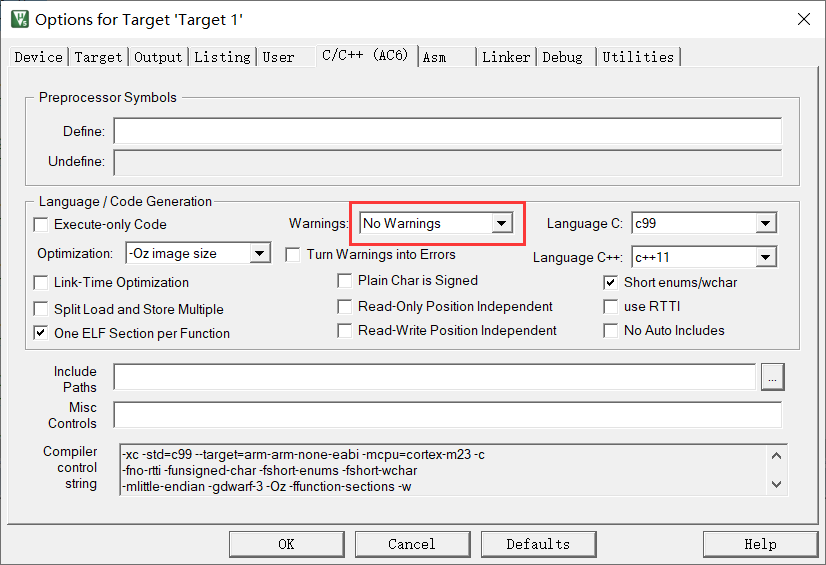 Options for Target 'Target 1'
Device Target Output Listing User C/C++ (AC6) Asm Linker Debug Utilities
Preprocessor Symbols
Define:
Undefine:
Language / Code Generation
Execute-only Code Warnings: No Warnings Language C: c99
Optimization: -Oz image size Turn Warnings into Errors Language C++: c++11
Link-Time Optimization Plain Char is Signed Short enums/wchar
Split Load and Store Multiple Read-Only Position Independent use RTTI
One ELF Section per Function Read-Write Position Independent No Auto Includes
Include
Paths
...
Misc
Controls
Compiler
control
string
-xc -std=c99 --target=arm-arm-none-eabi -mcpu=cortex-m23 -c
-fno-rtti -funsigned-char -fshort-enums -fshort-wchar
-mlittle-endian -gdwarf-3 -Oz -ffunction-sections -w
OK Cancel Defaults Help